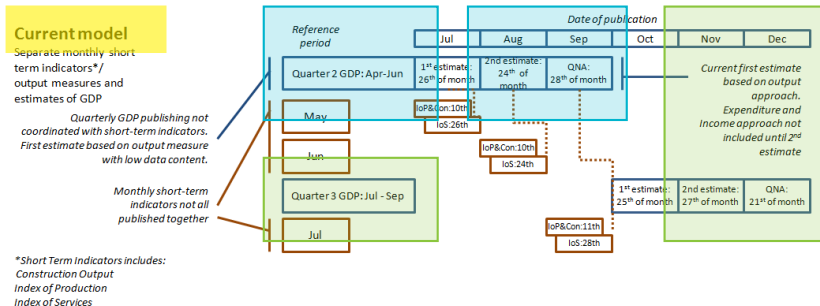 Current model
Separate monthly short
term indicators*/
output measures and
estimates of GDP
Reference
period
Date of publication
Jul
Aug
Sep
Oct
Nov
Dec
Quarter 2 GDP: Apr-Jun
1st estimate:
26th of month
2nd estimate:
24th of
month
QNA:
28th of month
Current first estimate
based on output
approach.
Expenditure and
Income approach not
included until 2nd
estimate
Quarterly GDP publishing not
coordinated with short-term indicators.
First estimate based on output measure
with low data content.
May
IoP&Con:10th
IoS:26th
Jun
IoP&Con:10th
IoS:24th
Monthly short-term
indicators not all
published together
Quarter 3 GDP: Jul - Sep
1st estimate:
25th of month
2nd estimate:
27th of month
QNA:
21st of month
Jul
IoP&Con:11th
IoS:28th
*Short Term Indicators includes:
Construction Output
Index of Production
Index of Services